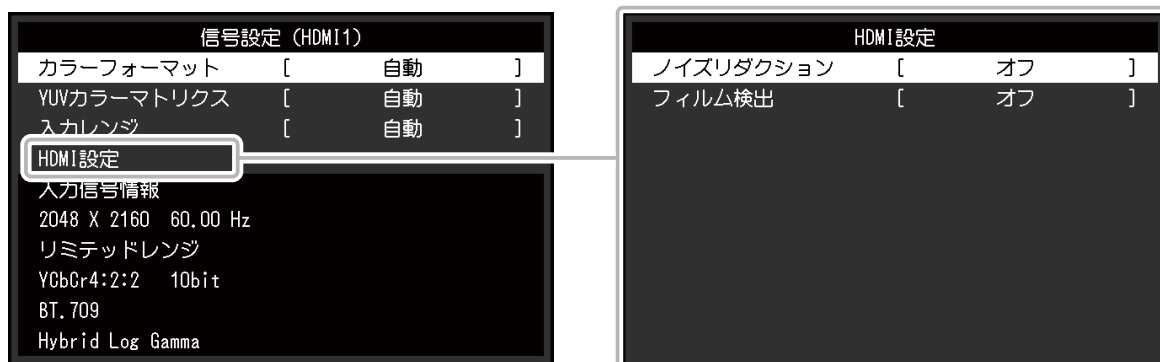 信号設定 (HDMI1)
カラーフォーマット [ 自動 ]
YUVカラーマトリクス [ 自動 ]
入力レンジ [ 自動 ]
HDMI設定
入力信号情報
2048 X 2160 60.00 Hz
リミテッドレンジ
YCbCr4:2:2 10bit
BT.709
Hybrid Log Gamma
HDMI設定
ノイズリダクション [ オフ ]
フィルム検出 [ オフ ]